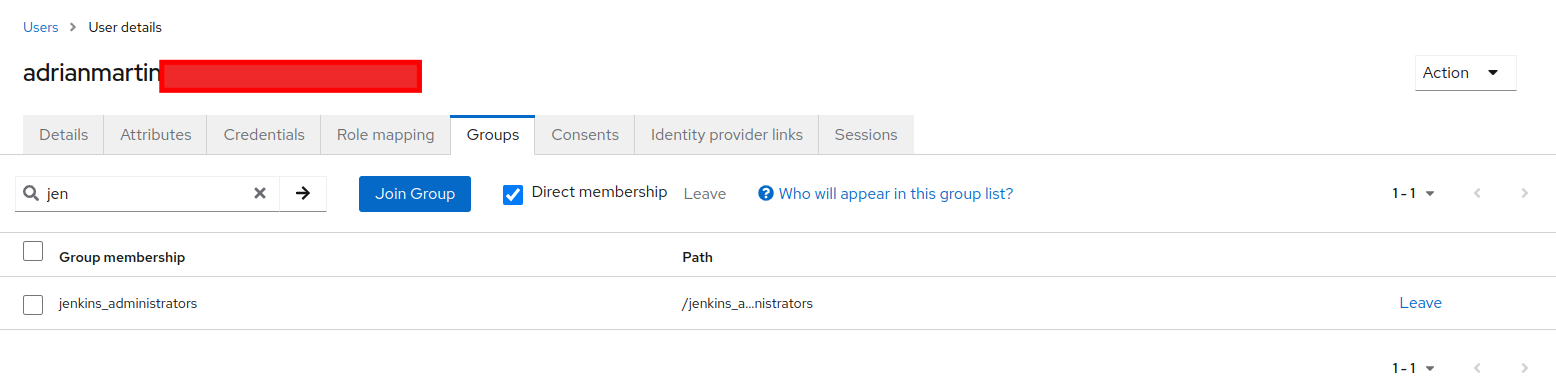 Users > User details
adrianmartin
Action
Details Attributes Credentials Role mapping Groups Consents Identity provider links Sessions
jen Join Group Direct membership Leave Who will appear in this group list? 1 - 1
Group membership Path
jenkins_administrators /jenkins_a...nistrators Leave
1 - 1